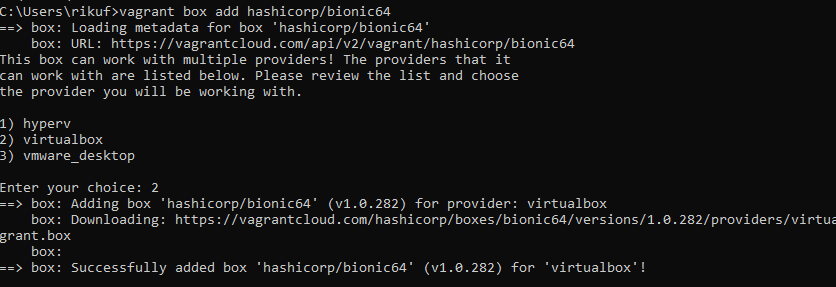 C:\Users\rikuf>vagrant box add hashicorp/bionic64
==> box: Loading metadata for box 'hashicorp/bionic64'
    box: URL: https://vagrantcloud.com/api/v2/vagrant/hashicorp/bionic64
This box can work with multiple providers! The providers that it
can work with are listed below. Please review the list and choose
the provider you will be working with.

1) hyperv
2) virtualbox
3) vmware_desktop

Enter your choice: 2
==> box: Adding box 'hashicorp/bionic64' (v1.0.282) for provider: virtualbox
    box: Downloading: https://vagrantcloud.com/hashicorp/boxes/bionic64/versions/1.0.282/providers/virtua
grant.box
    box:
==> box: Successfully added box 'hashicorp/bionic64' (v1.0.282) for 'virtualbox'!